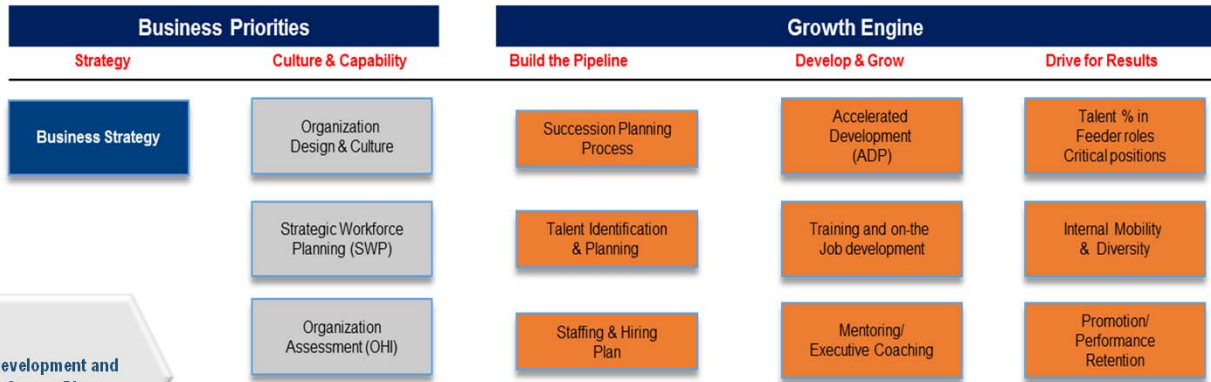 Business Priorities
Growth Engine
Strategy
Culture & Capability
Build the Pipeline
Develop & Grow
Drive for Results
Business Strategy
Organization
Design & Culture
Succession Planning
Process
Accelerated
Development
(ADP)
Talent % in
Feeder roles
Critical positions
Strategic Workforce
Planning (SWP)
Talent Identification
& Planning
Training and on-the
Job development
Internal Mobility
& Diversity
Organization
Assessment (OHI)
Staffing & Hiring
Plan
Mentoring/
Executive Coaching
Promotion/
Performance
Retention
evelopment and